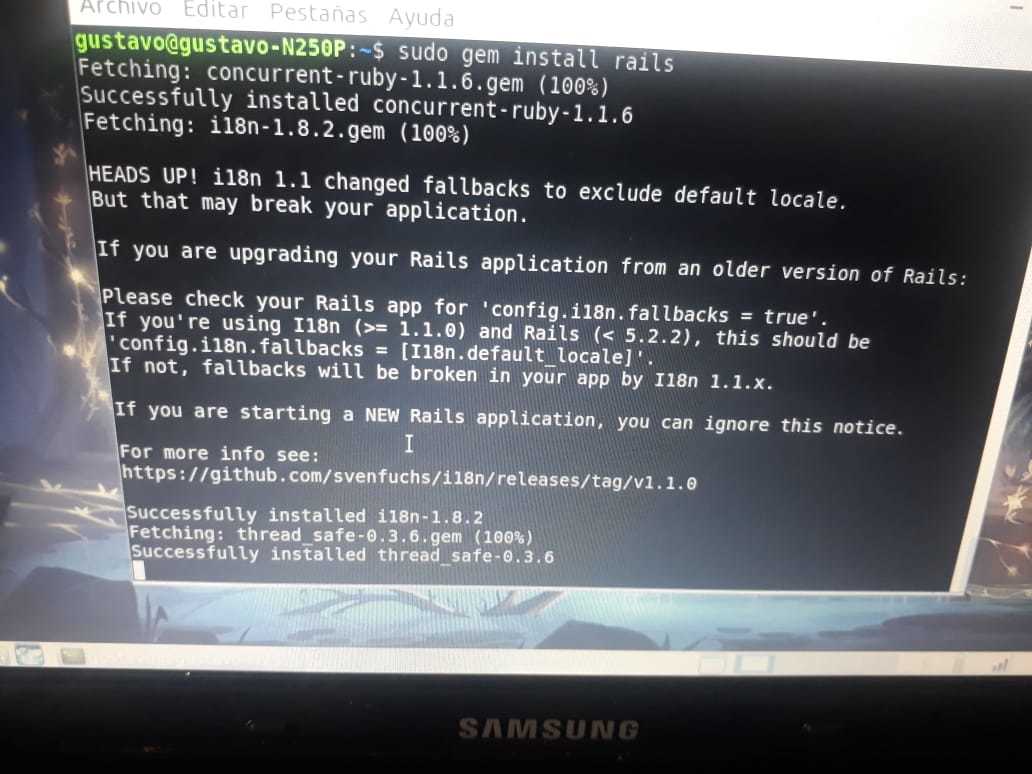 Archivo Editar Pestañas Ayuda
gustavo@gustavo-N250P:~$ sudo gem install rails
Fetching: concurrent-ruby-1.1.6.gem (100%)
Successfully installed concurrent-ruby-1.1.6
Fetching: i18n-1.8.2.gem (100%)
HEADS UP! i18n 1.1 changed fallbacks to exclude default locale.
But that may break your application.
If you are upgrading your Rails application from an older version of Rails:
Please check your Rails app for 'config.i18n.fallbacks = true'.
If you're using I18n (>= 1.1.0) and Rails (< 5.2.2), this should be
'config.i18n.fallbacks = [I18n.default_locale]'.
If not, fallbacks will be broken in your app by I18n 1.1.x.
If you are starting a NEW Rails application, you can ignore this notice.
For more info see:
https://github.com/svenfuchs/i18n/releases/tag/v1.1.0
Successfully installed i18n-1.8.2
Fetching: thread_safe-0.3.6.gem (100%)
Successfully installed thread_safe-0.3.6
SAMSUNG